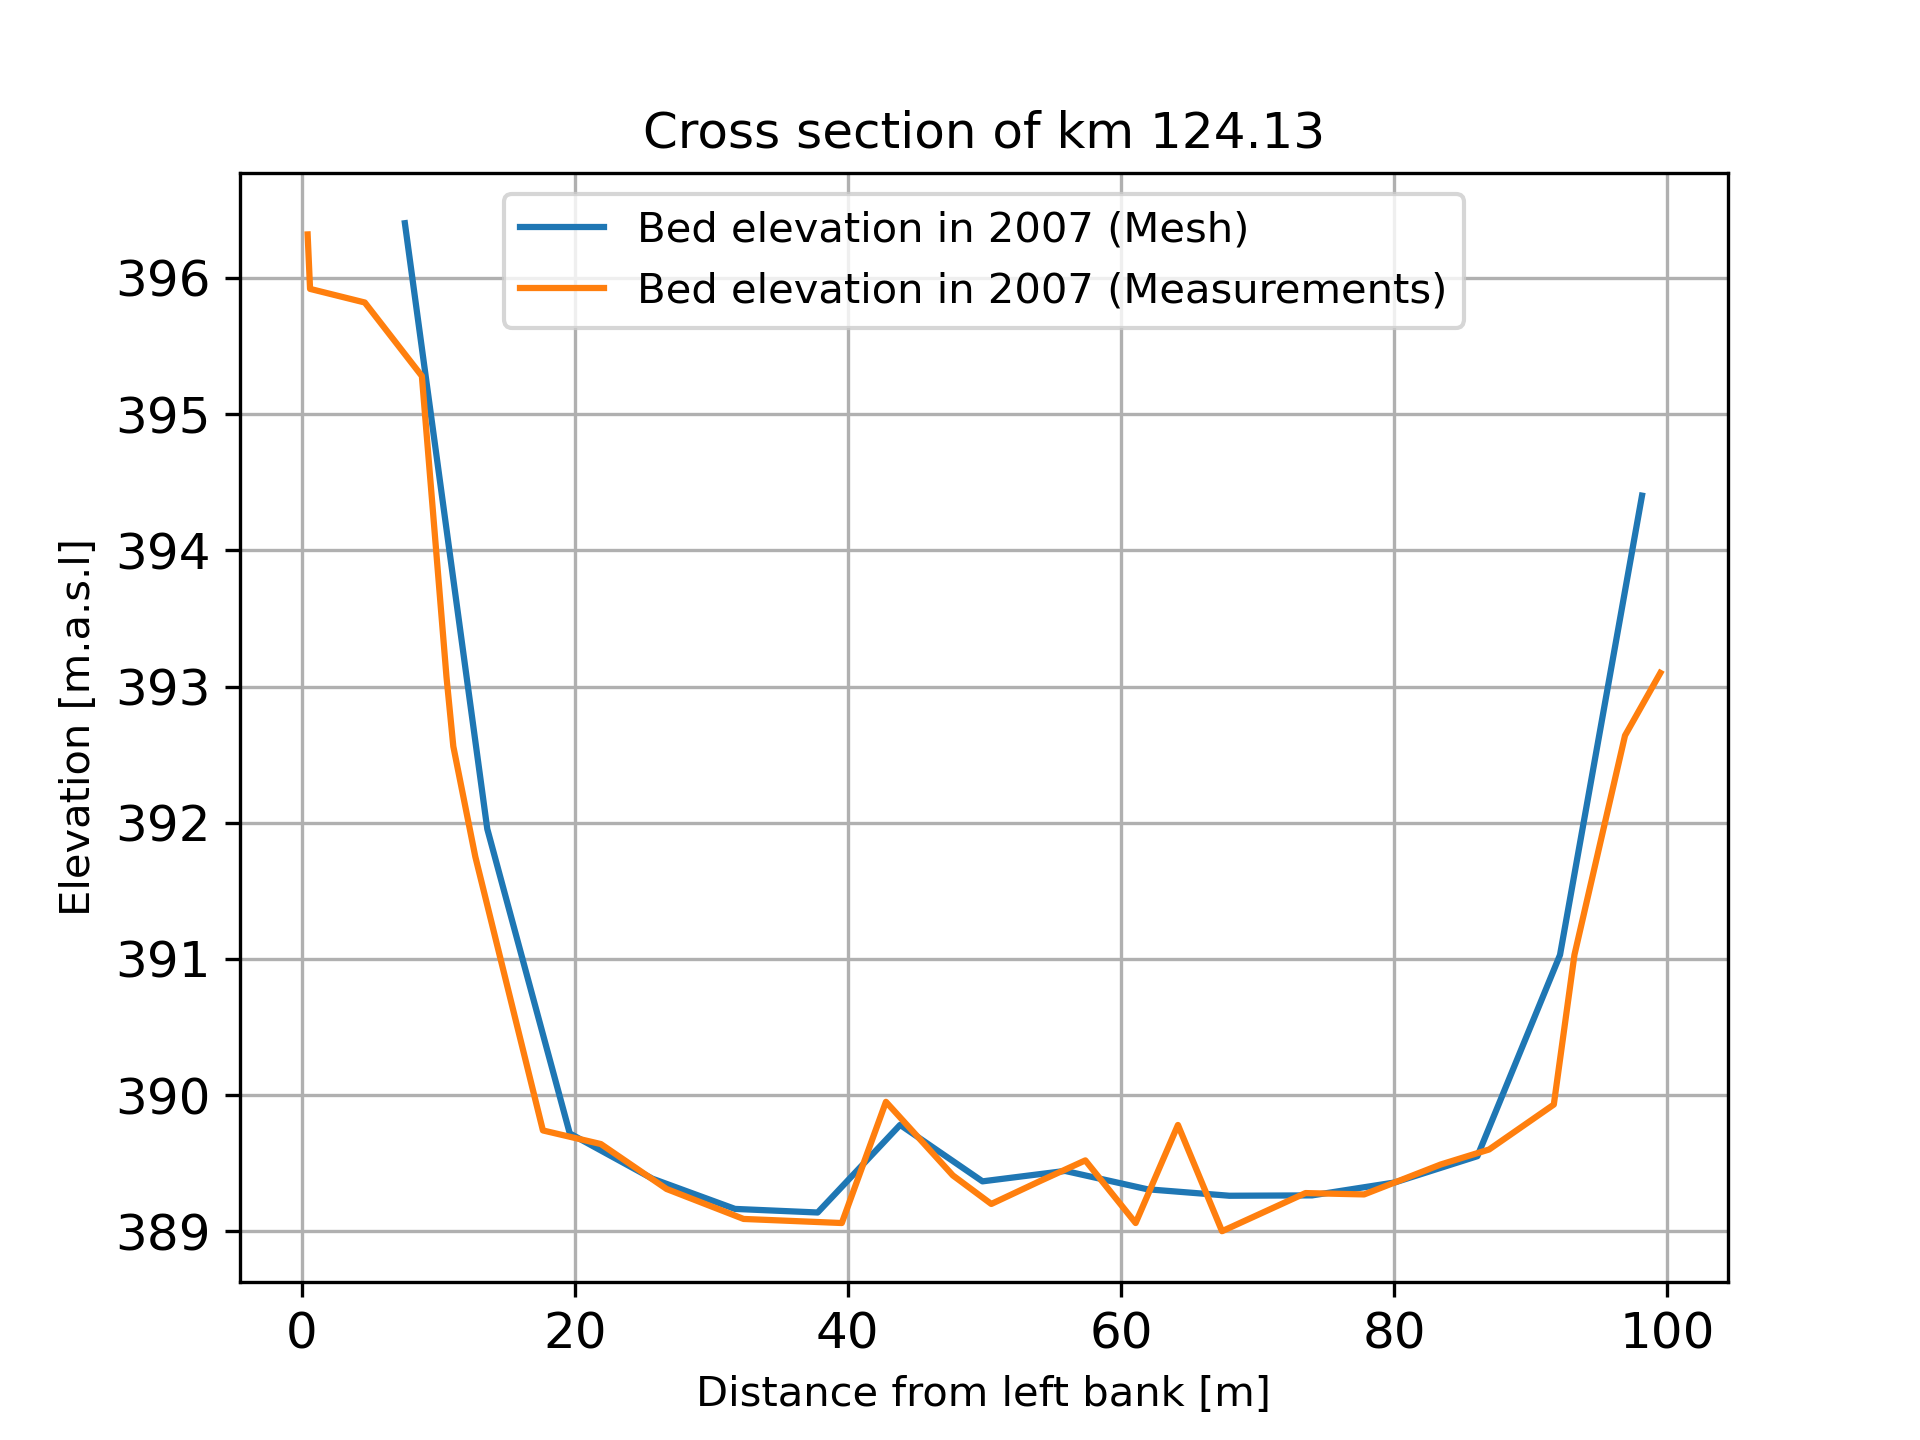 Cross section of km 124.13
Bed elevation in 2007 (Mesh)
Bed elevation in 2007 (Measurements)
Elevation [m.a.s.l]
396
395
394
393
392
391
390
389
0 20 40 60 80 100
Distance from left bank [m]